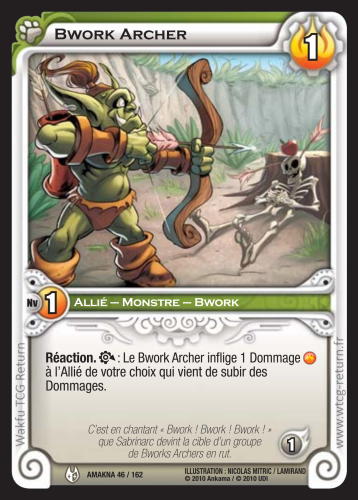 Bwork Archer
1
Nv 1
Allié – Monstre – Bwork
Réaction. : Le Bwork Archer inflige 1 Dommage
à l'Allié de votre choix qui vient de subir des
Dommages.
C'est en chantant « Bwork ! Bwork ! Bwork ! »
que Sabrinarc devint la cible d'un groupe
de Bworks Archers en rut.
1
AMAKNA 46 / 162
ILLUSTRATION : NICOLAS MITRIC / LAMIRAND
© 2010 Ankama / © 2010 UDI
Wakfu TCG Return
www.wtcg-return.fr